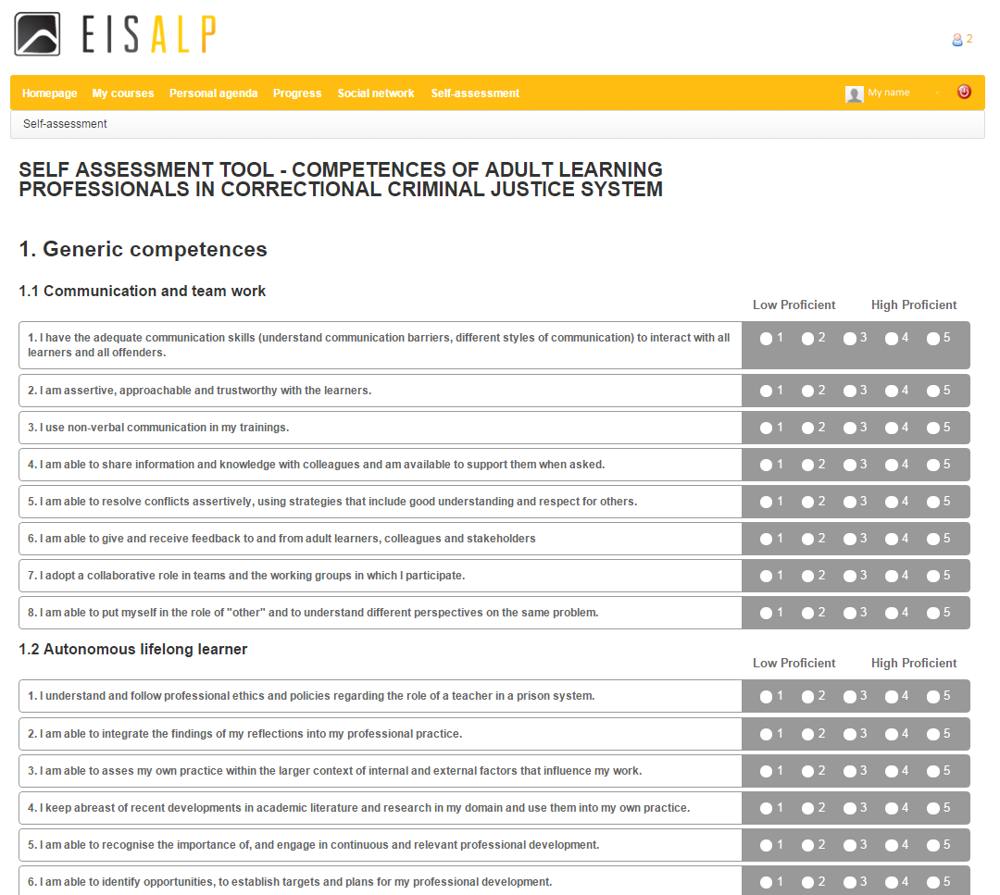 EISALP
2
Homepage My courses Personal agenda Progress Social network Self-assessment My name
Self-assessment
SELF ASSESSMENT TOOL - COMPETENCES OF ADULT LEARNING
PROFESSIONALS IN CORRECTIONAL CRIMINAL JUSTICE SYSTEM
1. Generic competences
1.1 Communication and team work
Low Proficient High Proficient
1. I have the adequate communication skills (understand communication barriers, different styles of communication) to interact with all 1 2 3 4 5
learners and all offenders.
2. I am assertive, approachable and trustworthy with the learners. 1 2 3 4 5
3. I use non-verbal communication in my trainings. 1 2 3 4 5
4. I am able to share information and knowledge with colleagues and am available to support them when asked. 1 2 3 4 5
5. I am able to resolve conflicts assertively, using strategies that include good understanding and respect for others. 1 2 3 4 5
6. I am able to give and receive feedback to and from adult learners, colleagues and stakeholders 1 2 3 4 5
7. I adopt a collaborative role in teams and the working groups in which I participate. 1 2 3 4 5
8. I am able to put myself in the role of "other" and to understand different perspectives on the same problem. 1 2 3 4 5
1.2 Autonomous lifelong learner
Low Proficient High Proficient
1. I understand and follow professional ethics and policies regarding the role of a teacher in a prison system. 1 2 3 4 5
2. I am able to integrate the findings of my reflections into my professional practice. 1 2 3 4 5
3. I am able to asses my own practice within the larger context of internal and external factors that influence my work. 1 2 3 4 5
4. I keep abreast of recent developments in academic literature and research in my domain and use them into my own practice. 1 2 3 4 5
5. I am able to recognise the importance of, and engage in continuous and relevant professional development. 1 2 3 4 5
6. I am able to identify opportunities, to establish targets and plans for my professional development. 1 2 3 4 5